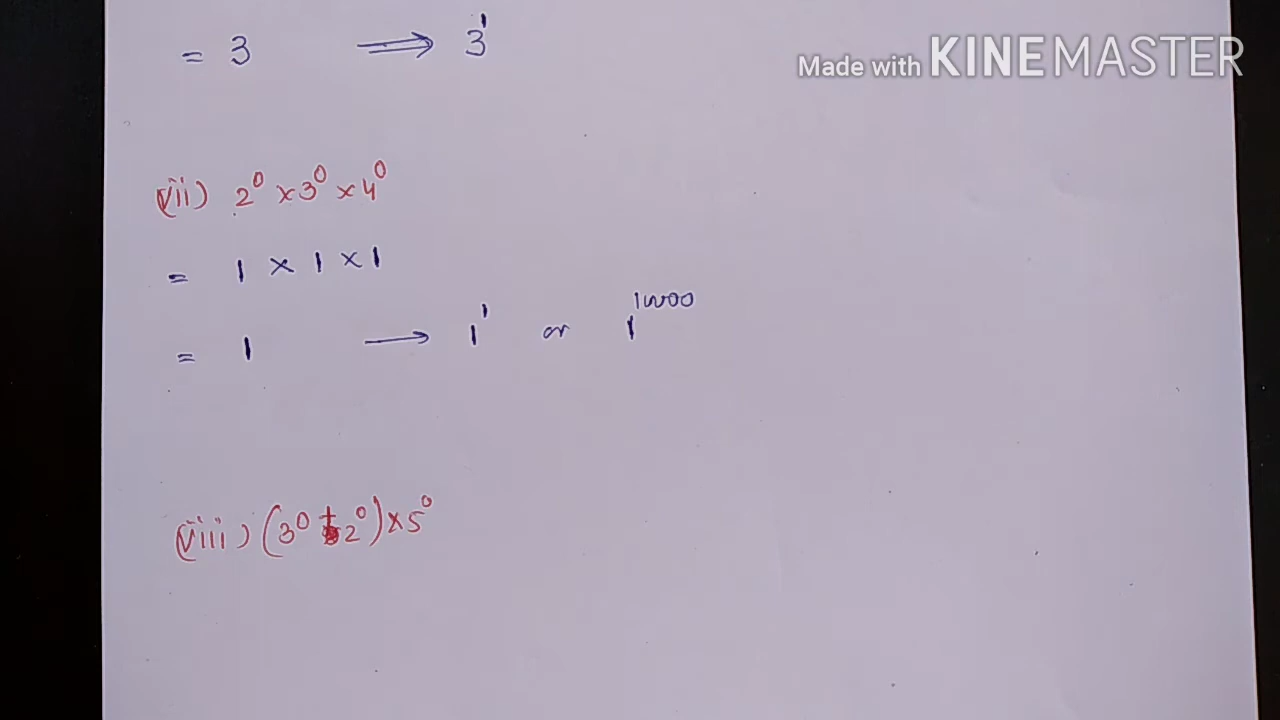 = 3 ⟹ 3¹
Made with KINEMASTER
(vii) 2⁰ × 3⁰ × 4⁰
= 1 × 1 × 1
= 1 → 1¹ or 1¹⁰⁰⁰
(viii) (3⁰ + 2⁰) × 5⁰